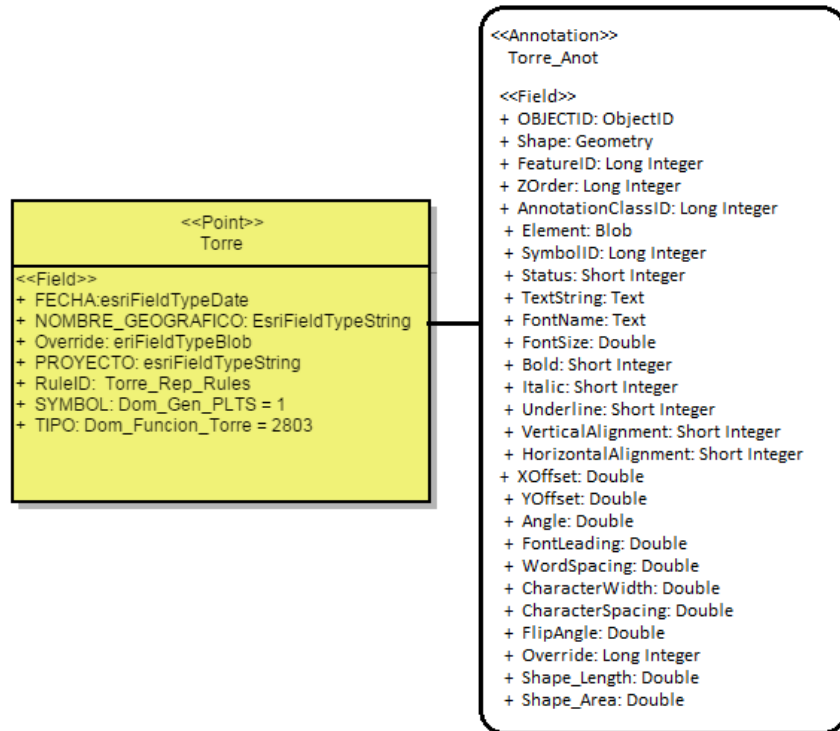 <<Point>>
Torre
<<Field>>
+ FECHA:esriFieldTypeDate
+ NOMBRE_GEOGRAFICO: EsriFieldTypeString
+ Override: eriFieldTypeBlob
+ PROYECTO: esriFieldTypeString
+ RuleID: Torre_Rep_Rules
+ SYMBOL: Dom_Gen_PLTS = 1
+ TIPO: Dom_Funcion_Torre = 2803
<<Annotation>>
Torre_Anot
<<Field>>
+ OBJECTID: ObjectID
+ Shape: Geometry
+ FeatureID: Long Integer
+ ZOrder: Long Integer
+ AnnotationClassID: Long Integer
+ Element: Blob
+ SymbolID: Long Integer
+ Status: Short Integer
+ TextString: Text
+ FontName: Text
+ FontSize: Double
+ Bold: Short Integer
+ Italic: Short Integer
+ Underline: Short Integer
+ VerticalAlignment: Short Integer
+ HorizontalAlignment: Short Integer
+ XOffset: Double
+ YOffset: Double
+ Angle: Double
+ FontLeading: Double
+ WordSpacing: Double
+ CharacterWidth: Double
+ CharacterSpacing: Double
+ FlipAngle: Double
+ Override: Long Integer
+ Shape_Length: Double
+ Shape_Area: Double